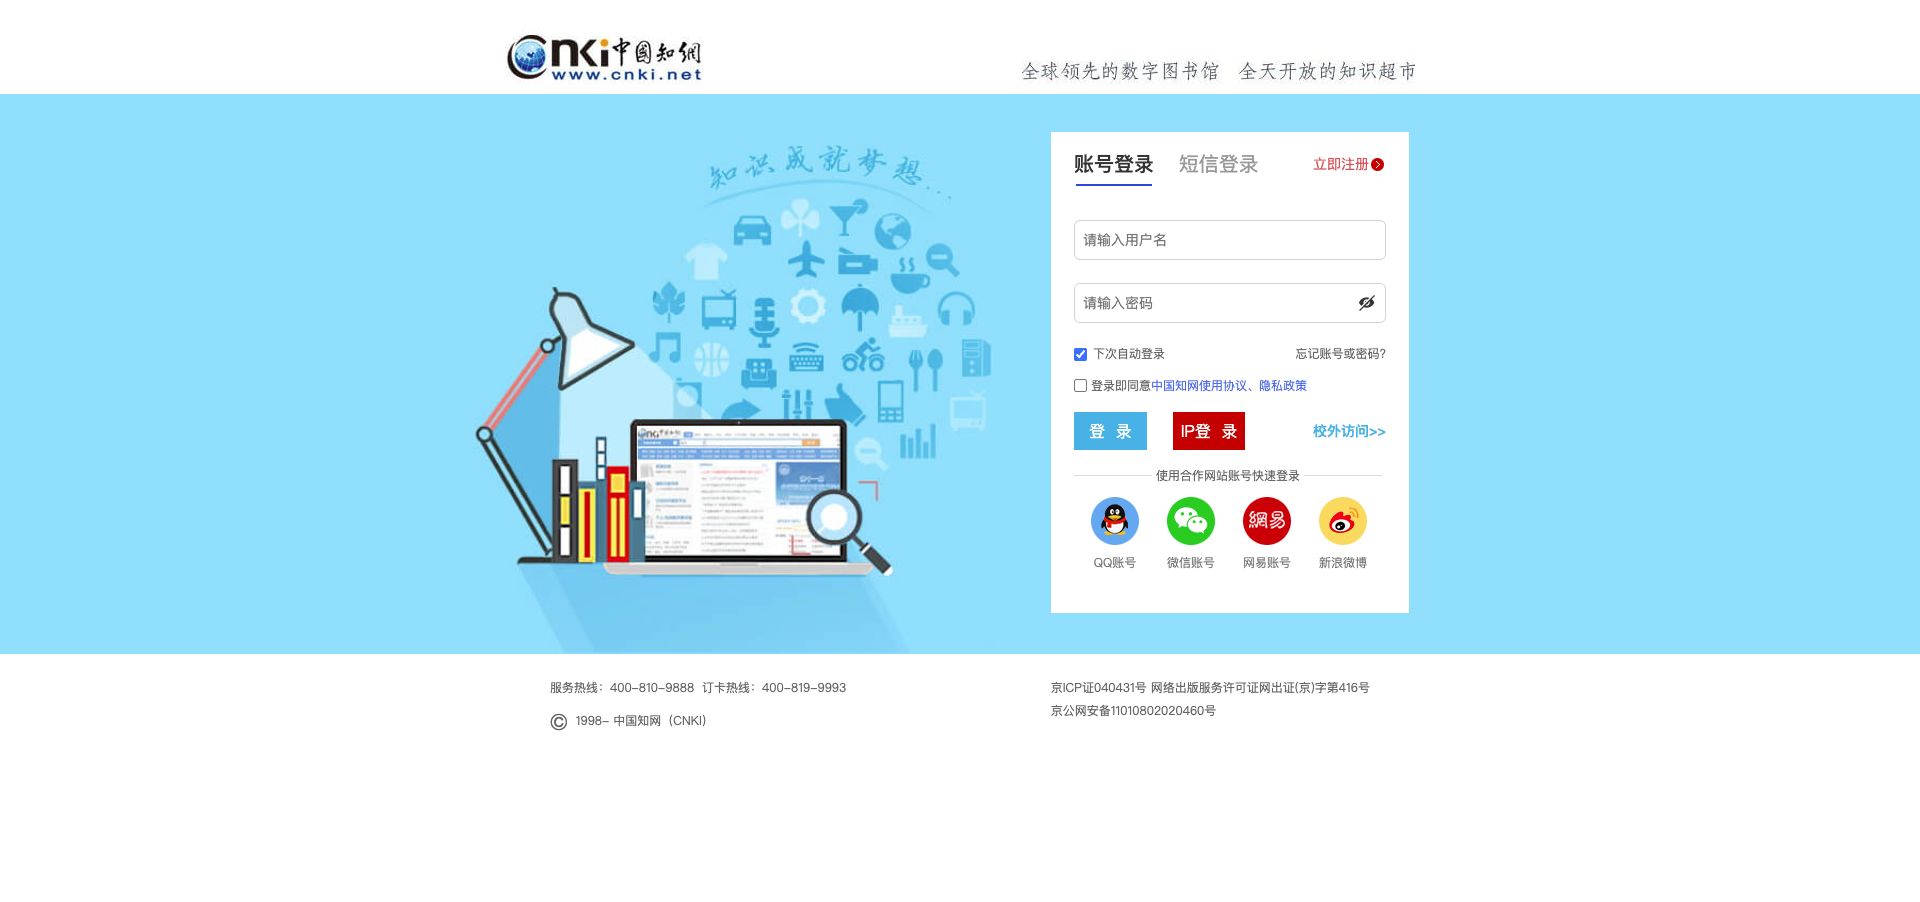 cnki中國知網
www.cnki.net
全球领先的数字图书馆 全天开放的知识超市
知识成就梦想...
账号登录 短信登录 立即注册
请输入用户名
请输入密码
下次自动登录 忘记账号或密码?
登录即同意中国知网使用协议、隐私政策
登 录 IP登 录 校外访问>>
使用合作网站账号快速登录
網易
QQ账号 微信账号 网易账号 新浪微博
服务热线：400-810-9888 订卡热线：400-819-9993
© 1998- 中国知网（CNKI）
京ICP证040431号 网络出版服务许可证网出证(京)字第416号
京公网安备11010802020460号